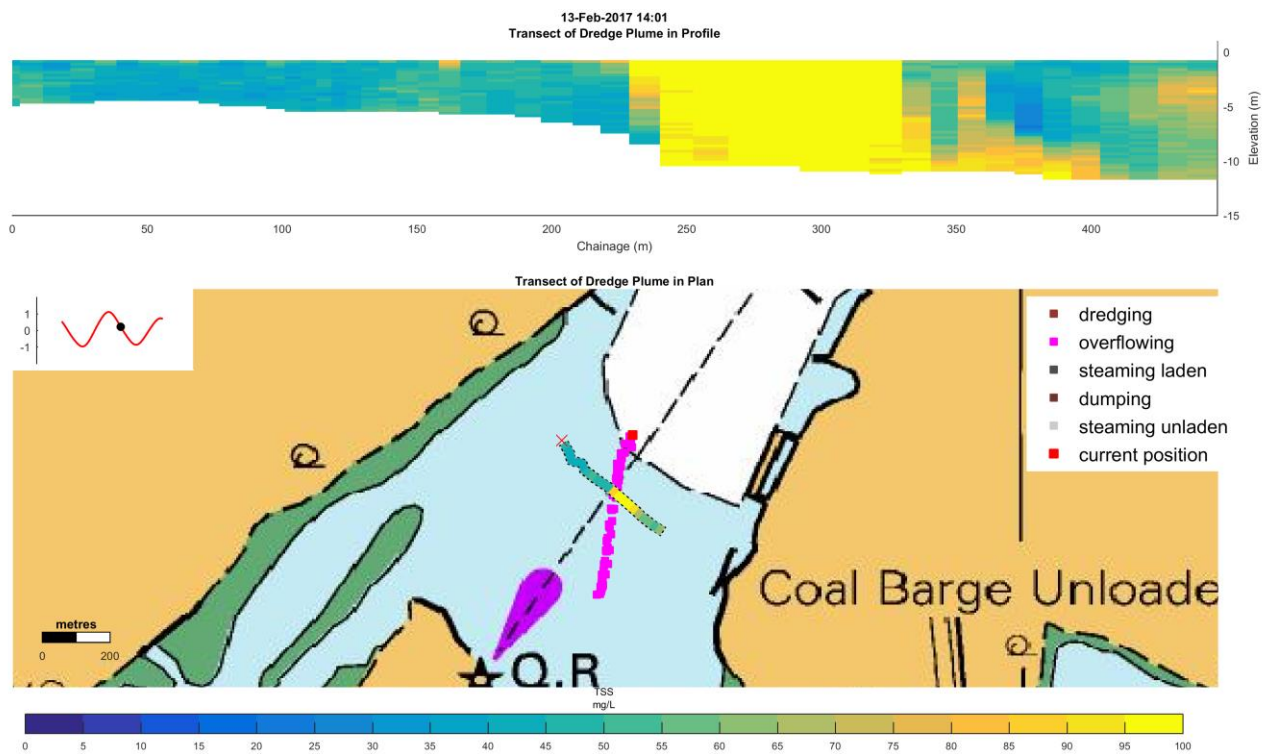 13-Feb-2017 14:01
Transect of Dredge Plume in Profile
0
-5
-10
-15
Elevation (m)
0 50 100 150 200 250 300 350 400
Chainage (m)
Transect of Dredge Plume in Plan
1
0
-1
dredging
overflowing
steaming laden
dumping
steaming unladen
current position
Coal Barge Unloade
metres
0 200
Q.R
TSS
mg/L
0 5 10 15 20 25 30 35 40 45 50 55 60 65 70 75 80 85 90 95 100